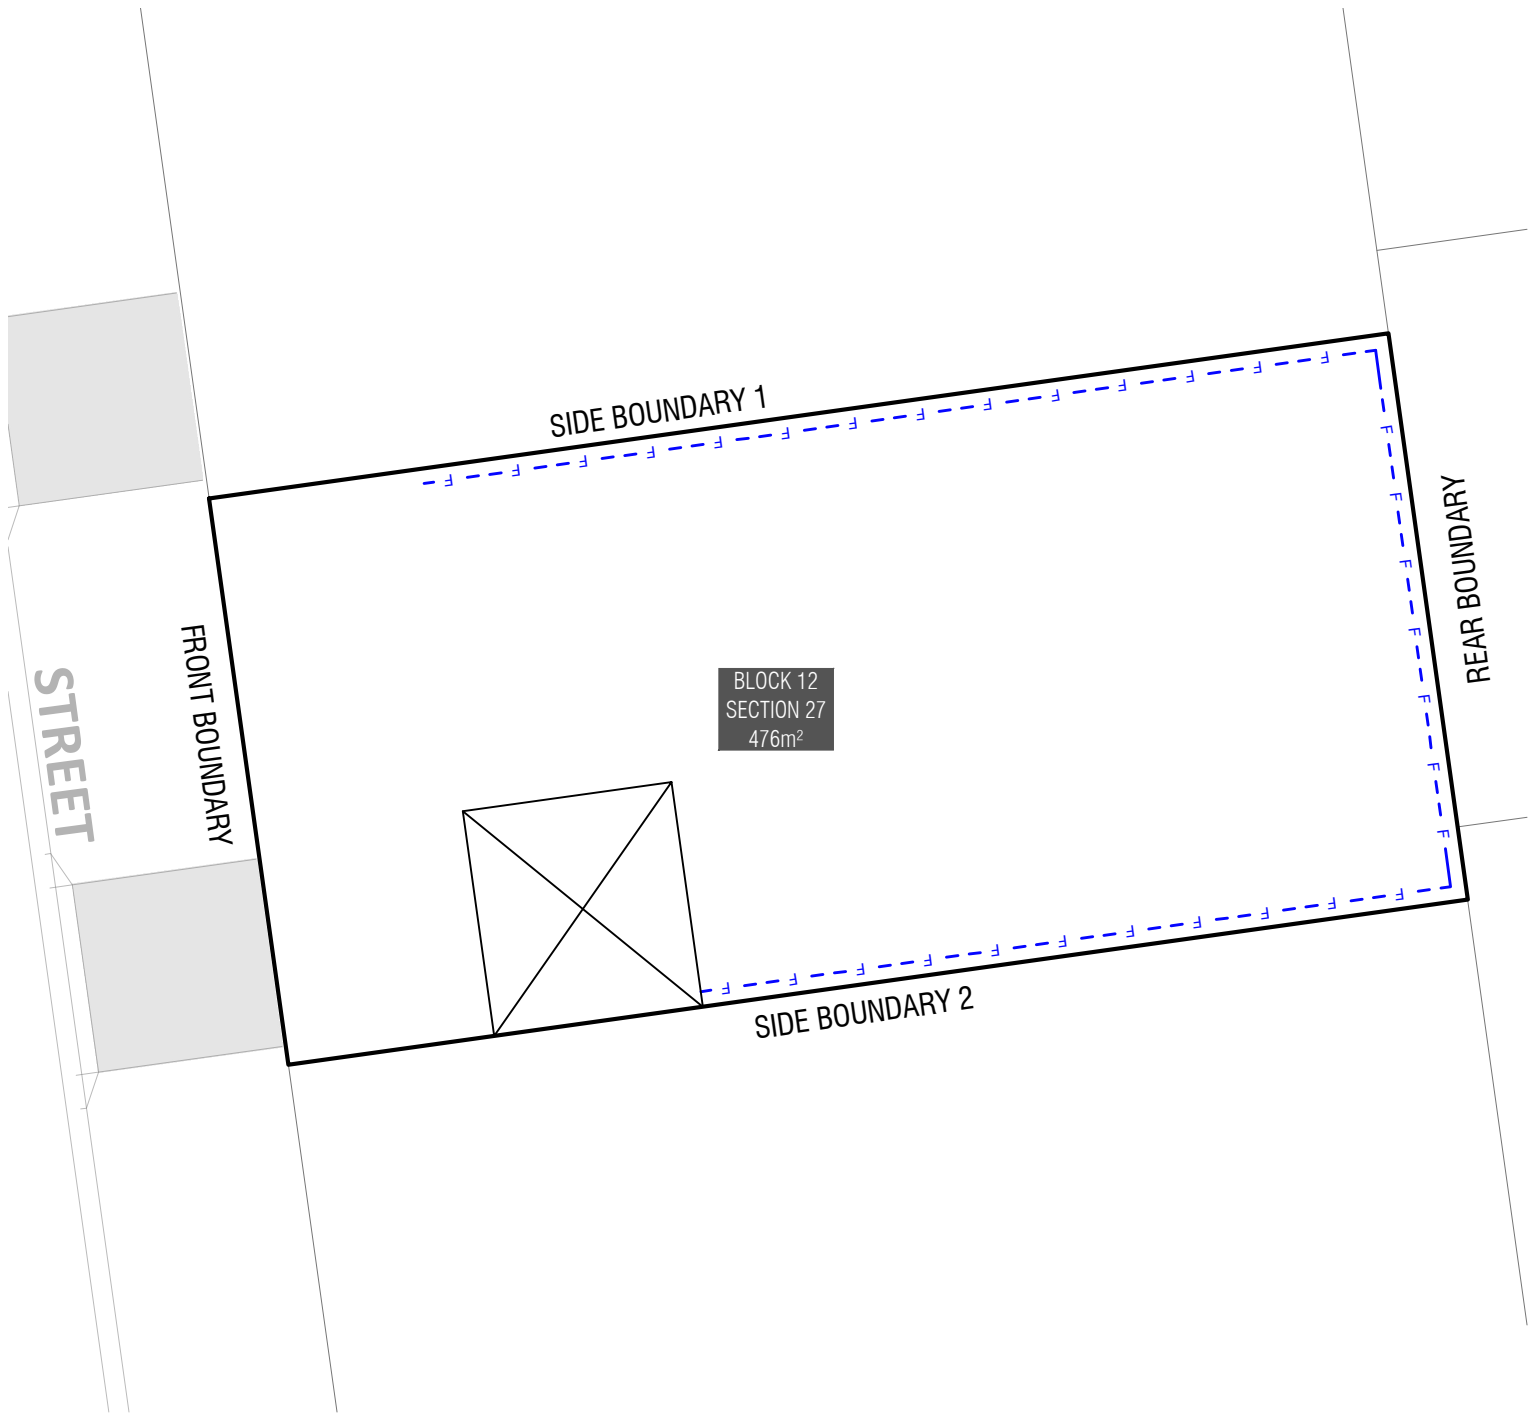 SIDE BOUNDARY 1
REAR BOUNDARY
FRONT BOUNDARY
STREET
BLOCK 12
SECTION 27
476m²
SIDE BOUNDARY 2
F F F F F F F F F F F F F F
F F F F F F F
F F F F F F F F F F F